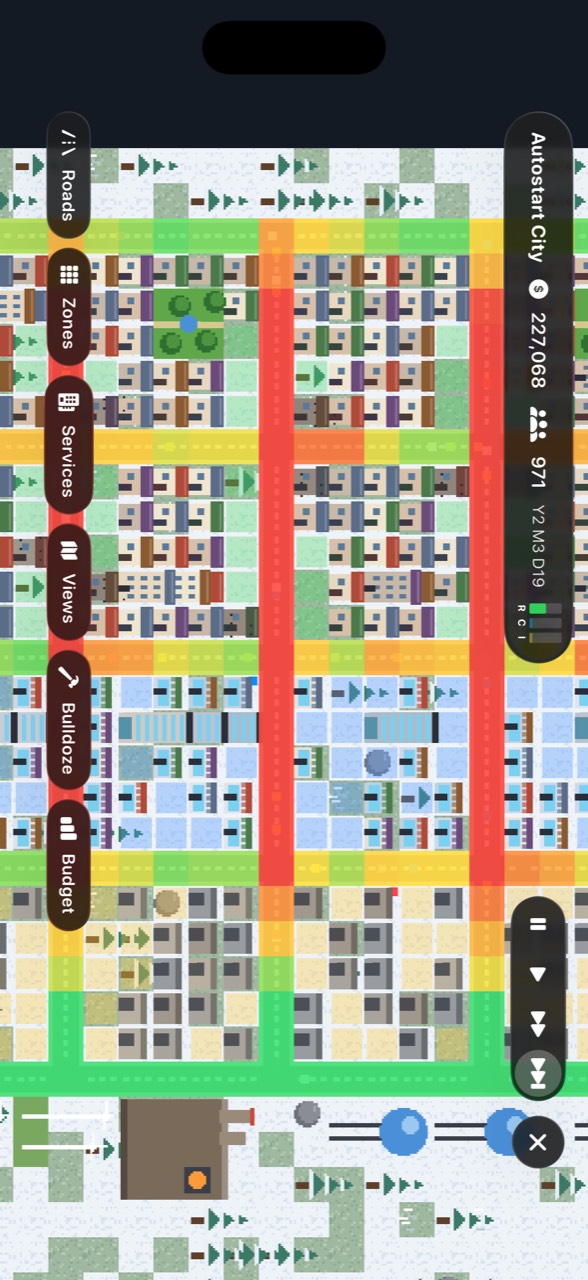 Autostart City $ 227,068 971 Y2 M3 D19
R
C
I
Roads
Zones
Services
Views
Bulldoze
Budget